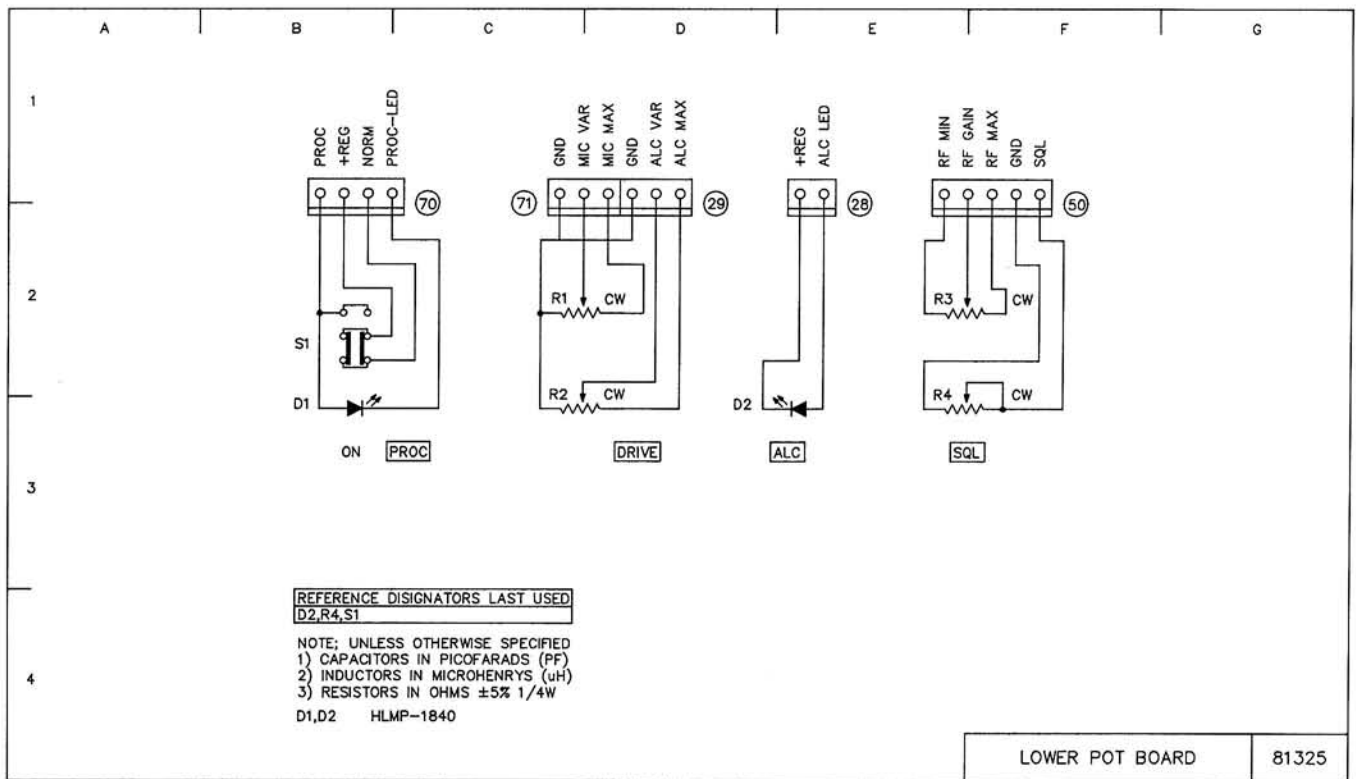 A B C D E F G
1
PROC
+REG
NORM
PROC-LED
GND
MIC VAR
MIC MAX
GND
ALC VAR
ALC MAX
+REG
ALC LED
RF MIN
RF GAIN
RF MAX
GND
SQL
70
71
29
28
50
2
R1 CW
R3 CW
S1
D1
R2 CW
D2
R4 CW
ON PROC
DRIVE
ALC
SQL
3
REFERENCE DISIGNATORS LAST USED
D2,R4,S1
NOTE; UNLESS OTHERWISE SPECIFIED
1) CAPACITORS IN PICOFARADS (PF)
2) INDUCTORS IN MICROHENRYS (uH)
3) RESISTORS IN OHMS ±5% 1/4W
4
D1,D2 HLMP-1840
LOWER POT BOARD 81325